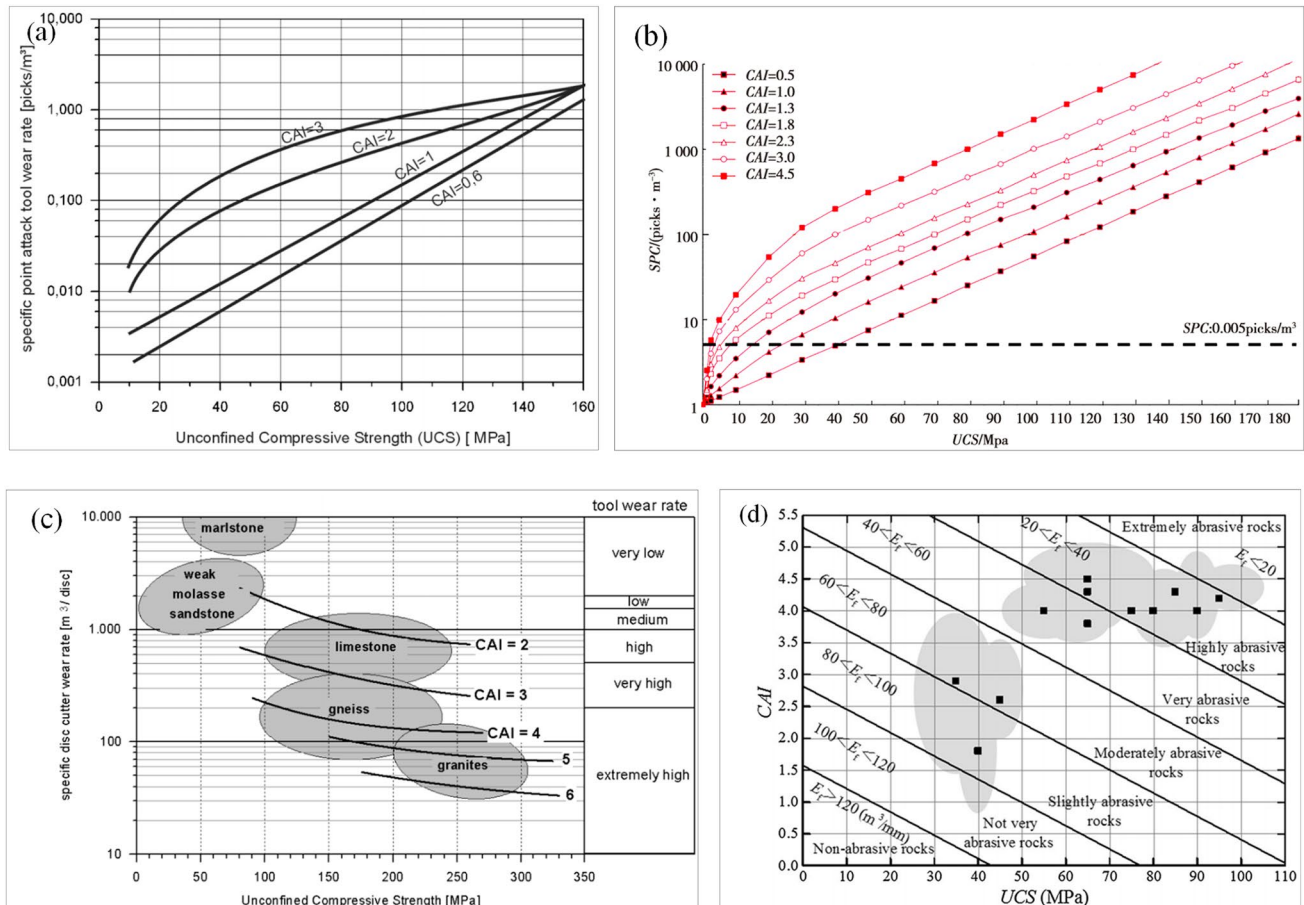 (a)
10,000
1,000
0,100
0,010
0,001
specific point attack tool wear rate [picks/m³]
CAI=3
CAI=2
CAI=1
CAI=0,6
0 20 40 60 80 100 120 140 160
Unconfined Compressive Strength (UCS) [ MPa]
(b)
CAI=0.5
CAI=1.0
CAI=1.3
CAI=1.8
CAI=2.3
CAI=3.0
CAI=4.5
10 000
1 000
100
10
1
SPC/(picks · m⁻³)
SPC:0.005picks/m³
0 10 20 30 40 50 60 70 80 90 100 110 120 130 140 150 160 170 180
UCS/Mpa
(c)
tool wear rate
10.000
1.000
100
10
specific disc cutter wear rate [m³/ disc]
marlstone
weak
molasse
sandstone
limestone
gneiss
granites
CAI = 2
CAI = 3
CAI = 4
5
6
very low
low
medium
high
very high
extremely high
0 50 100 150 200 250 300 350
Unconfined Compressive Strength [MPa]
(d)
5.5
5.0
4.5
4.0
3.5
3.0
2.5
2.0
1.5
1.0
0.5
0.0
CAI
40<Ef<60
20<Ef<40
Extremely abrasive rocks
Ef<20
60<Ef<80
Highly abrasive
rocks
80<Ef<100
Very abrasive
rocks
100<Ef<120
Moderately abrasive
rocks
Slightly abrasive
rocks
Ef>120 (m³/mm)
Not very
abrasive rocks
Non-abrasive rocks
0 10 20 30 40 50 60 70 80 90 100 110
UCS (MPa)